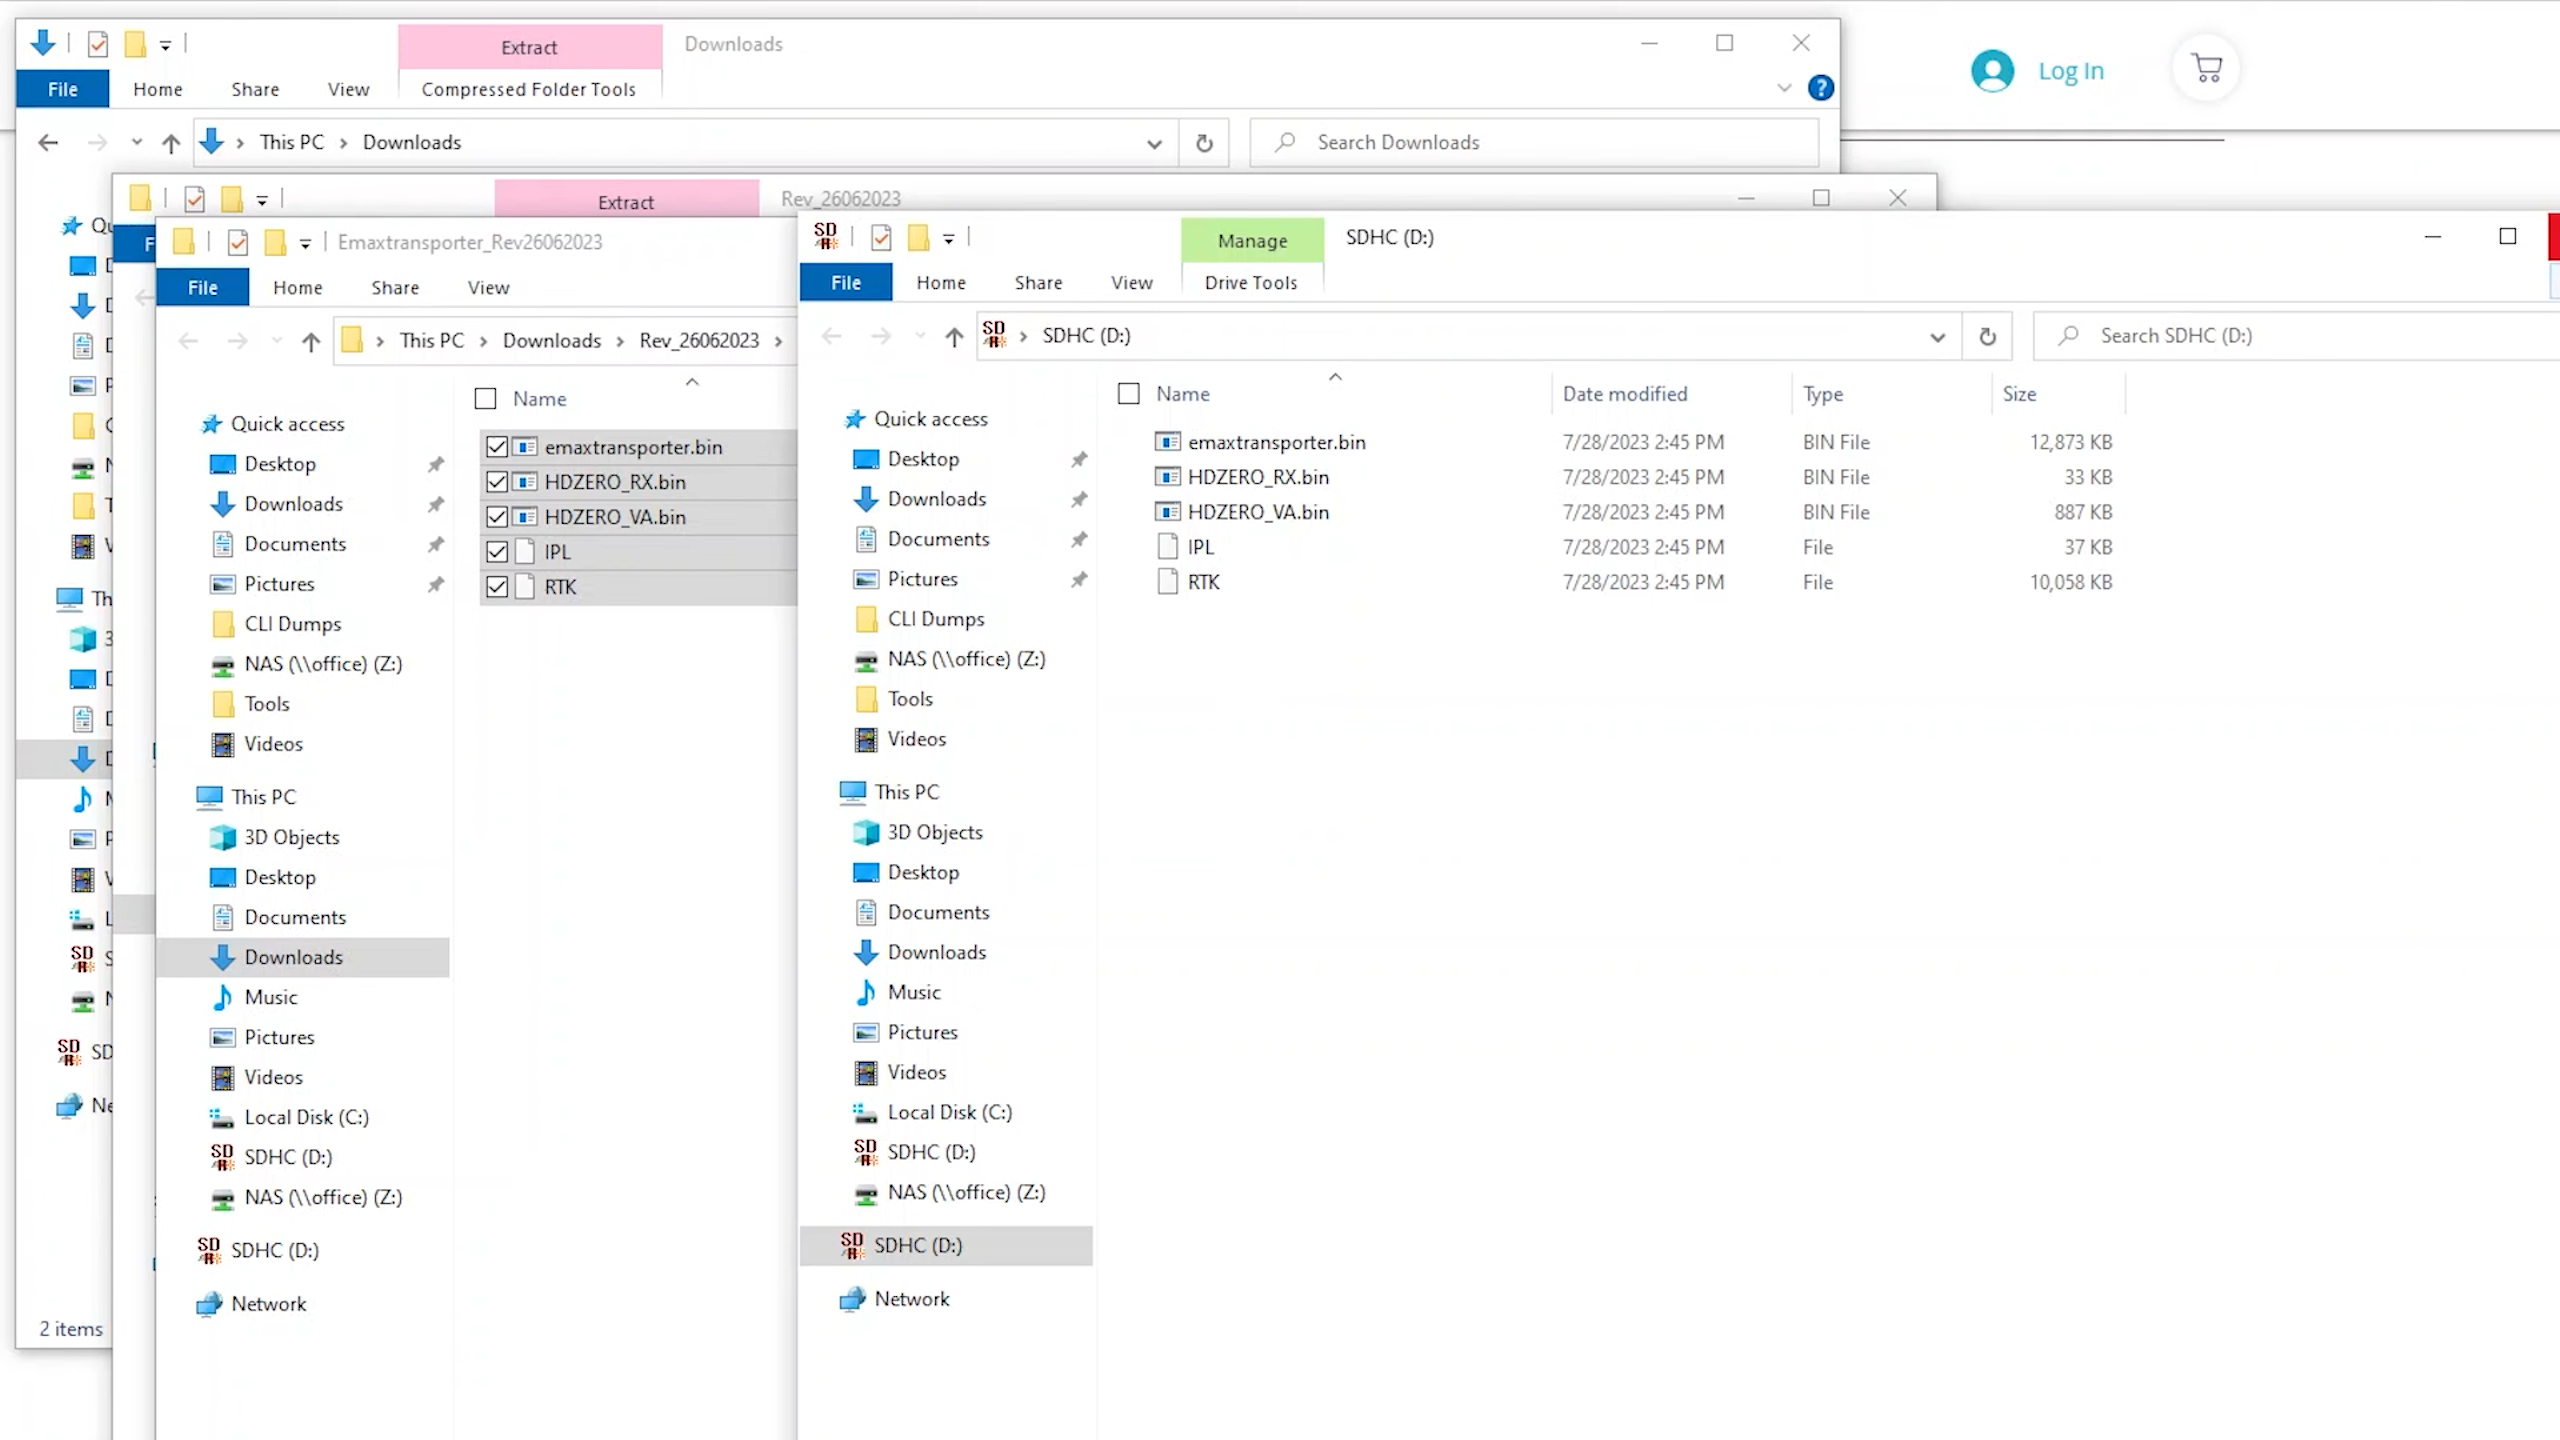 Extract
Downloads
File
Home
Share
View
Compressed Folder Tools
Log In
This PC
Downloads
Search Downloads
Extract
Rev_26062023
Emaxtransporter_Rev26062023
File
Home
Share
View
This PC
Downloads
Rev_26062023
Name
emaxtransporter.bin
HDZERO_RX.bin
HDZERO_VA.bin
IPL
RTK
Quick access
Desktop
Downloads
Documents
Pictures
CLI Dumps
NAS (\\office) (Z:)
Tools
Videos
This PC
3D Objects
Desktop
Documents
Downloads
Music
Pictures
Videos
Local Disk (C:)
SDHC (D:)
NAS (\\office) (Z:)
SDHC (D:)
Network
2 items
Manage
SDHC (D:)
File
Home
Share
View
Drive Tools
SDHC (D:)
Search SDHC (D:)
Name Date modified Type Size
emaxtransporter.bin 7/28/2023 2:45 PM BIN File 12,873 KB
HDZERO_RX.bin 7/28/2023 2:45 PM BIN File 33 KB
HDZERO_VA.bin 7/28/2023 2:45 PM BIN File 887 KB
IPL 7/28/2023 2:45 PM File 37 KB
RTK 7/28/2023 2:45 PM File 10,058 KB
Quick access
Desktop
Downloads
Documents
Pictures
CLI Dumps
NAS (\\office) (Z:)
Tools
Videos
This PC
3D Objects
Desktop
Documents
Downloads
Music
Pictures
Videos
Local Disk (C:)
SDHC (D:)
NAS (\\office) (Z:)
SDHC (D:)
Network